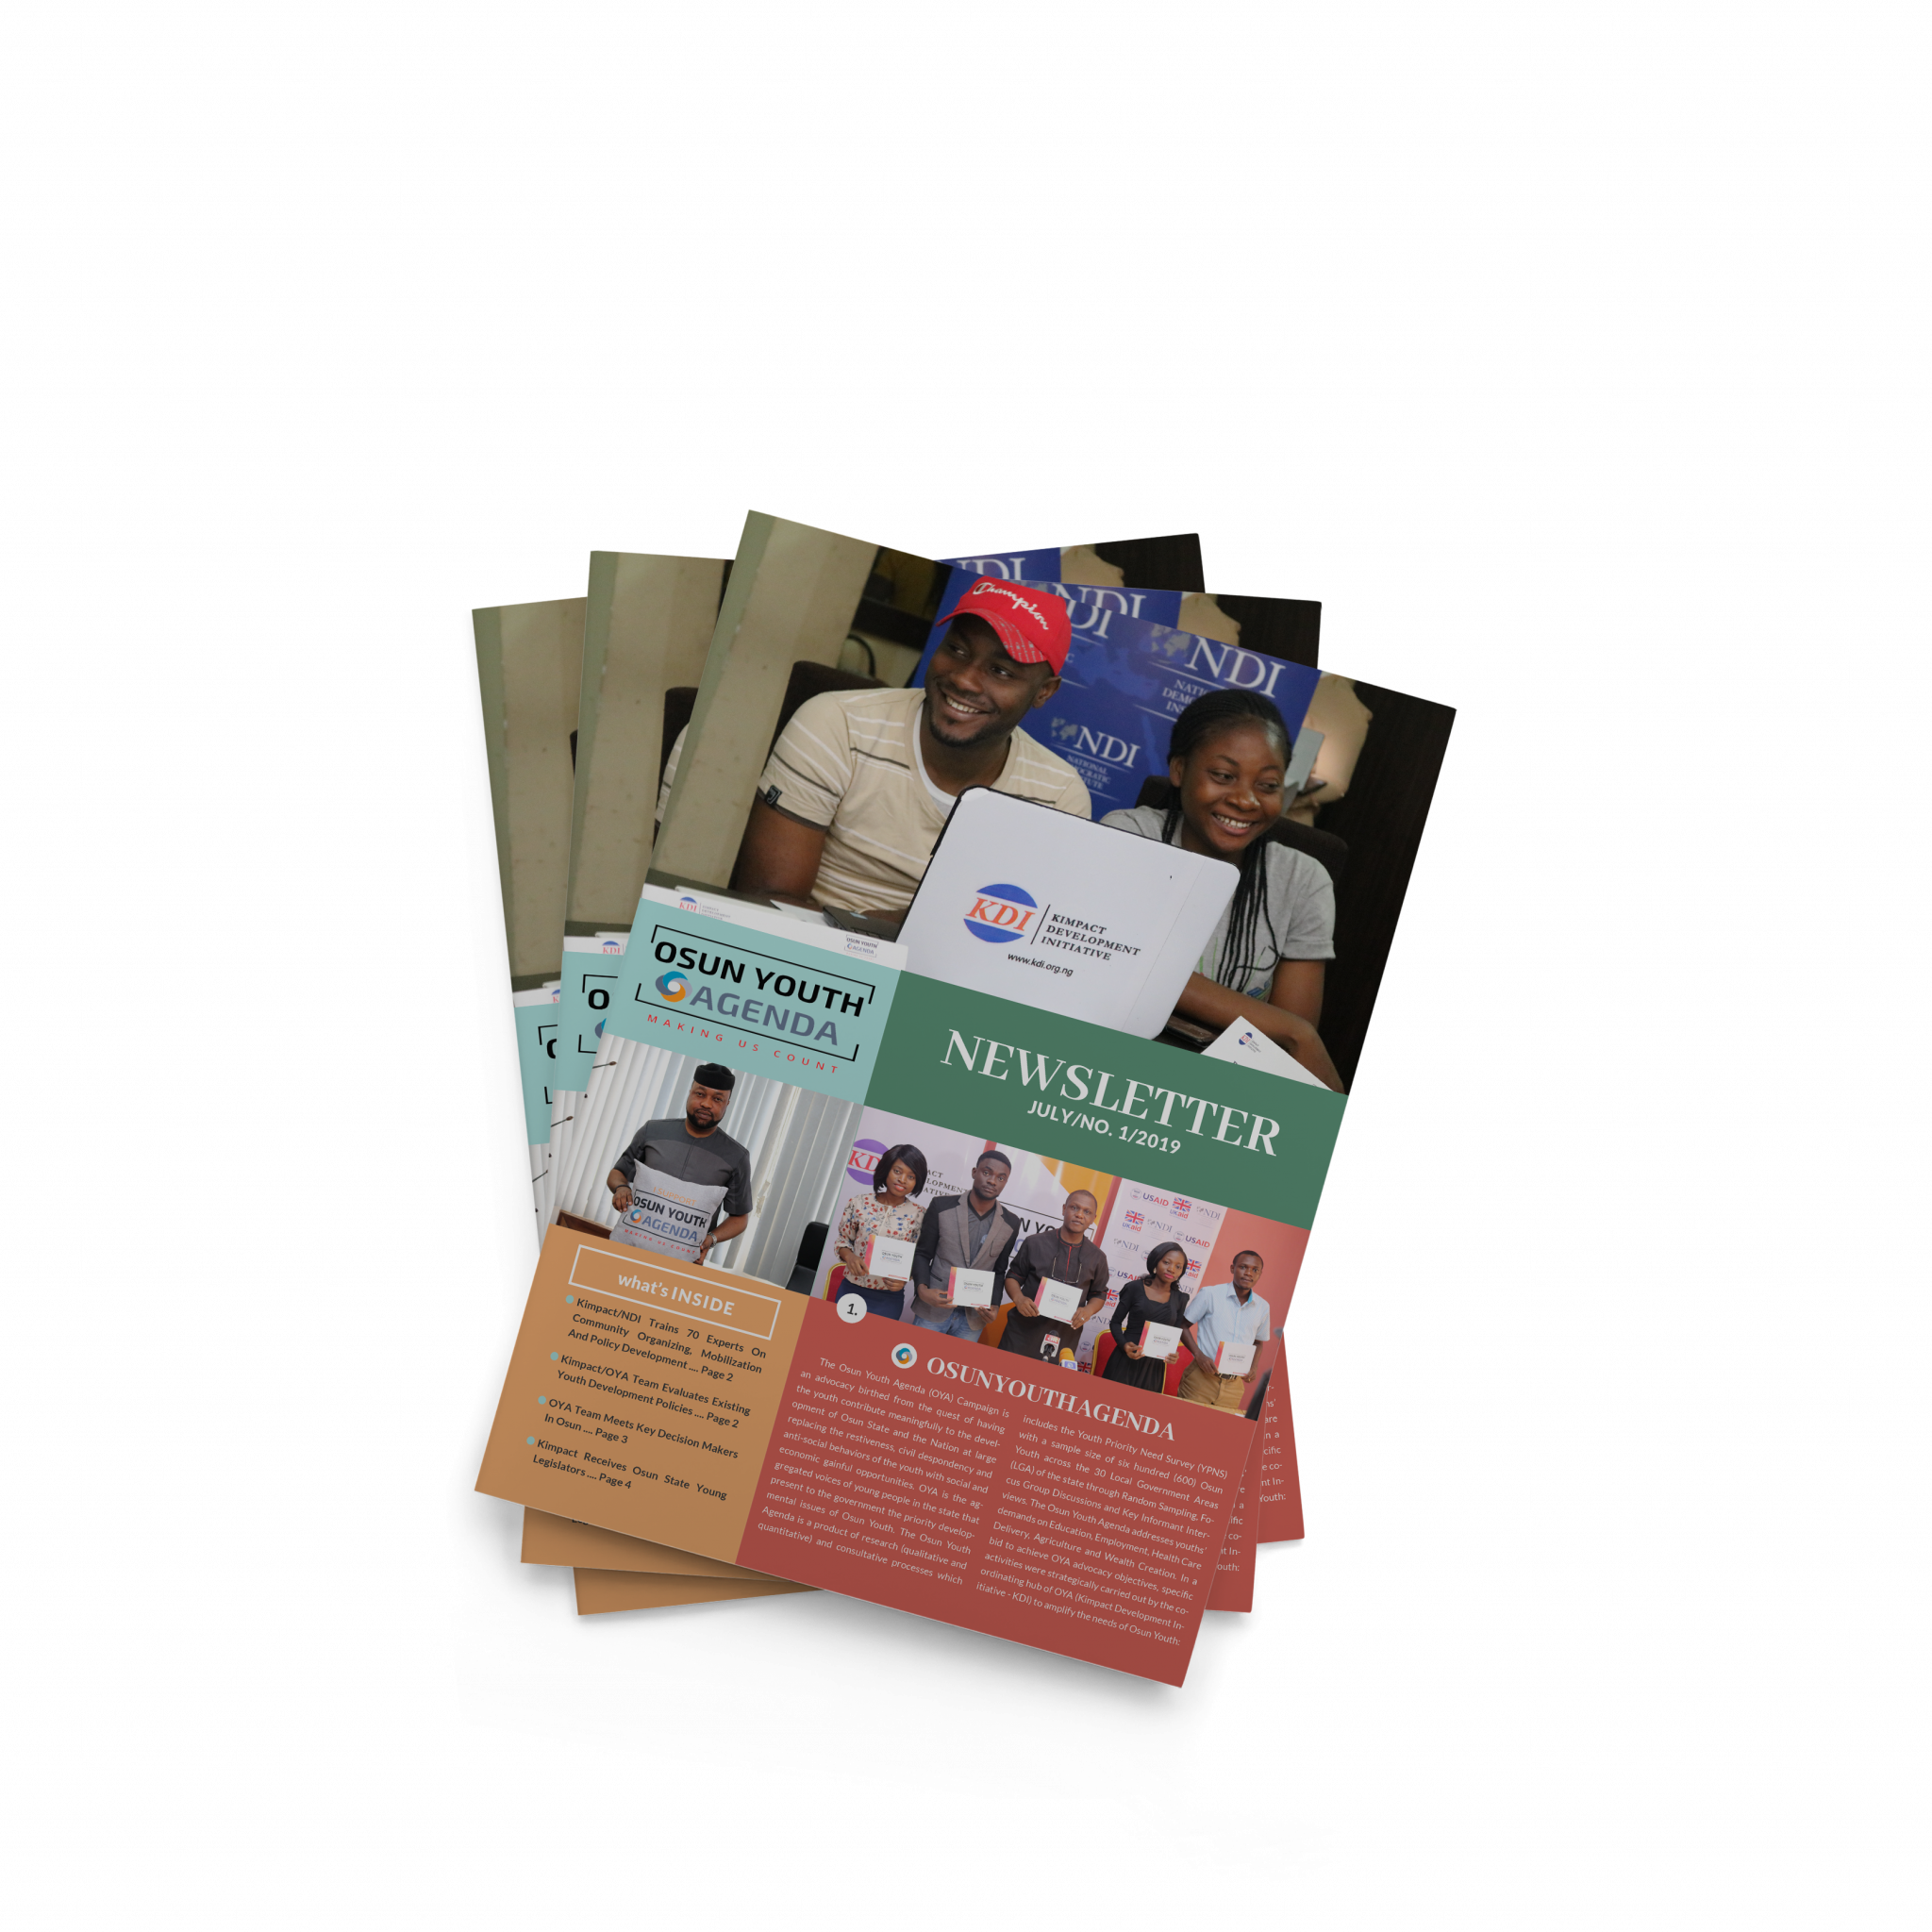 Champion
NDI
NDI
NDI
NATIONAL
NDI
KDI
KIMPACT
DEVELOPMENT
INITIATIVE
www.kdi.org.ng
OSUN YOUTH
AGENDA
MAKING US COUNT
NEWSLETTER
JULY/NO. 1/2019
OSUN YOUTH
AGENDA
MAKING US COUNT
USAID
NDI
UKaid
NDI
USAID
NDI
what's INSIDE
Kimpact/NDI Trains 70 Experts On
Community Organizing, Mobilization
And Policy Development .... Page 2
Kimpact/OYA Team Evaluates Existing
Youth Development Policies .... Page 2
OYA Team Meets Key Decision Makers
In Osun .... Page 3
Kimpact Receives Osun State Young
Legislators .... Page 4
1.
OSUNYOUTHAGENDA
The Osun Youth Agenda (OYA) Campaign is
an advocacy birthed from the quest of having
the youth contribute meaningfully to the devel-
opment of Osun State and the Nation at large
replacing the restiveness, civil despondency and
anti-social behaviors of the youth with social and
economic gainful opportunities. OYA is the ag-
gregated voices of young people in the state that
present to the government the priority develop-
mental issues of Osun Youth. The Osun Youth
Agenda is a product of research (qualitative and
quantitative) and consultative processes which
includes the Youth Priority Need Survey (YPNS)
with a sample size of six hundred (600) Osun
Youth across the 30 Local Government Areas
(LGA) of the state through Random Sampling, Fo-
cus Group Discussions and Key Informant Inter-
views. The Osun Youth Agenda addresses youths'
demands on Education, Employment, Health Care
Delivery, Agriculture and Wealth Creation. In a
bid to achieve OYA advocacy objectives, specific
activities were strategically carried out by the co-
ordinating hub of OYA (Kimpact Development In-
itiative - KDI) to amplify the needs of Osun Youth: